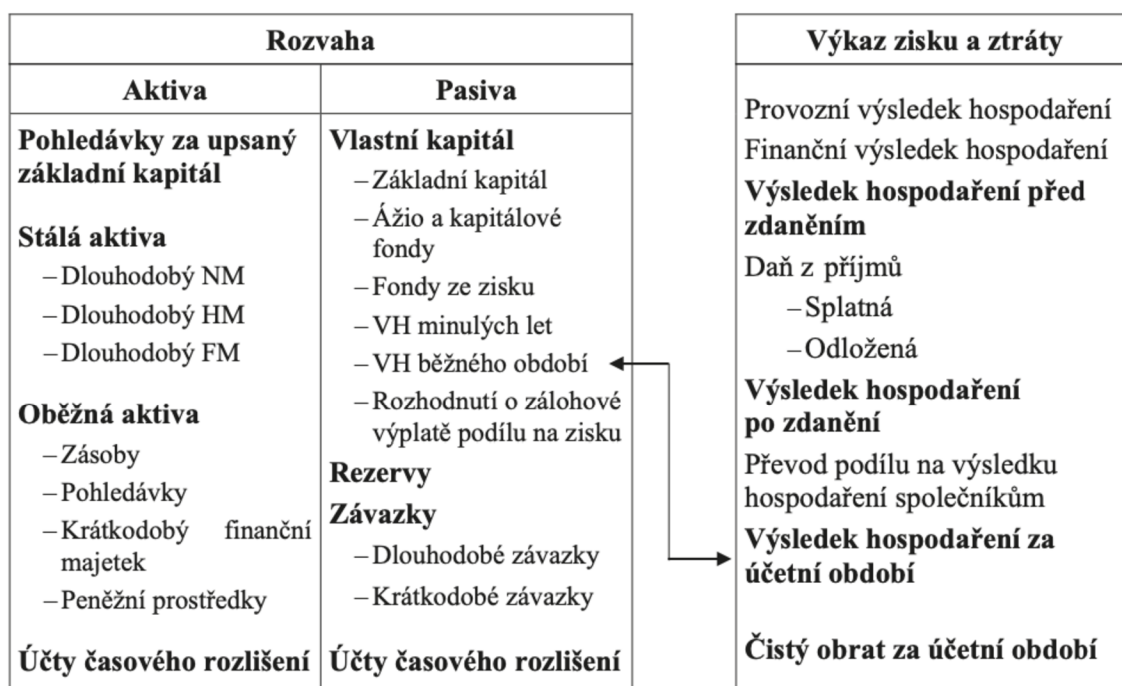 Rozvaha
Aktiva
Pohledávky za upsaný
základní kapitál
Stálá aktiva
–Dlouhodobý NM
–Dlouhodobý HM
–Dlouhodobý FM
Oběžná aktiva
–Zásoby
–Pohledávky
–Krátkodobý finanční
majetek
–Peněžní prostředky
Účty časového rozlišení
Pasiva
Vlastní kapitál
–Základní kapitál
–Ážio a kapitálové
fondy
–Fondy ze zisku
–VH minulých let
–VH běžného období
–Rozhodnutí o zálohové
výplatě podílu na zisku
Rezervy
Závazky
–Dlouhodobé závazky
–Krátkodobé závazky
Účty časového rozlišení
Výkaz zisku a ztráty
Provozní výsledek hospodaření
Finanční výsledek hospodaření
Výsledek hospodaření před
zdaněním
Daň z příjmů
–Splatná
–Odložená
Výsledek hospodaření
po zdanění
Převod podílu na výsledku
hospodaření společníkům
Výsledek hospodaření za
účetní období
Čistý obrat za účetní období